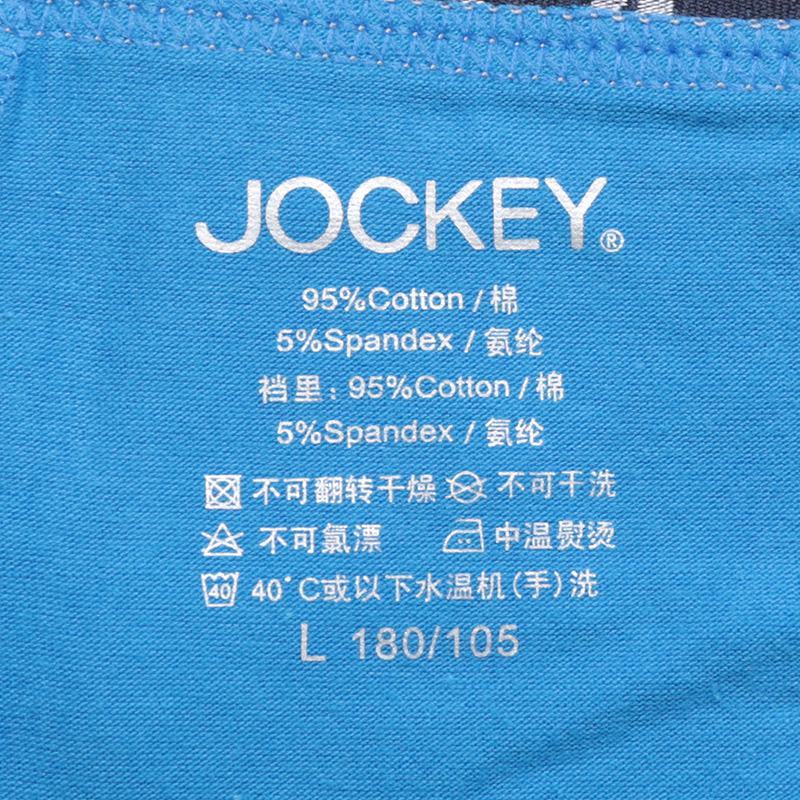 JOCKEY®
95%Cotton / 棉
5%Spandex / 氨纶
裆里：95%Cotton / 棉
5%Spandex / 氨纶
不可翻转干燥 不可干洗
不可氯漂 中温熨烫
40 40°C或以下水温机(手)洗
L 180/105